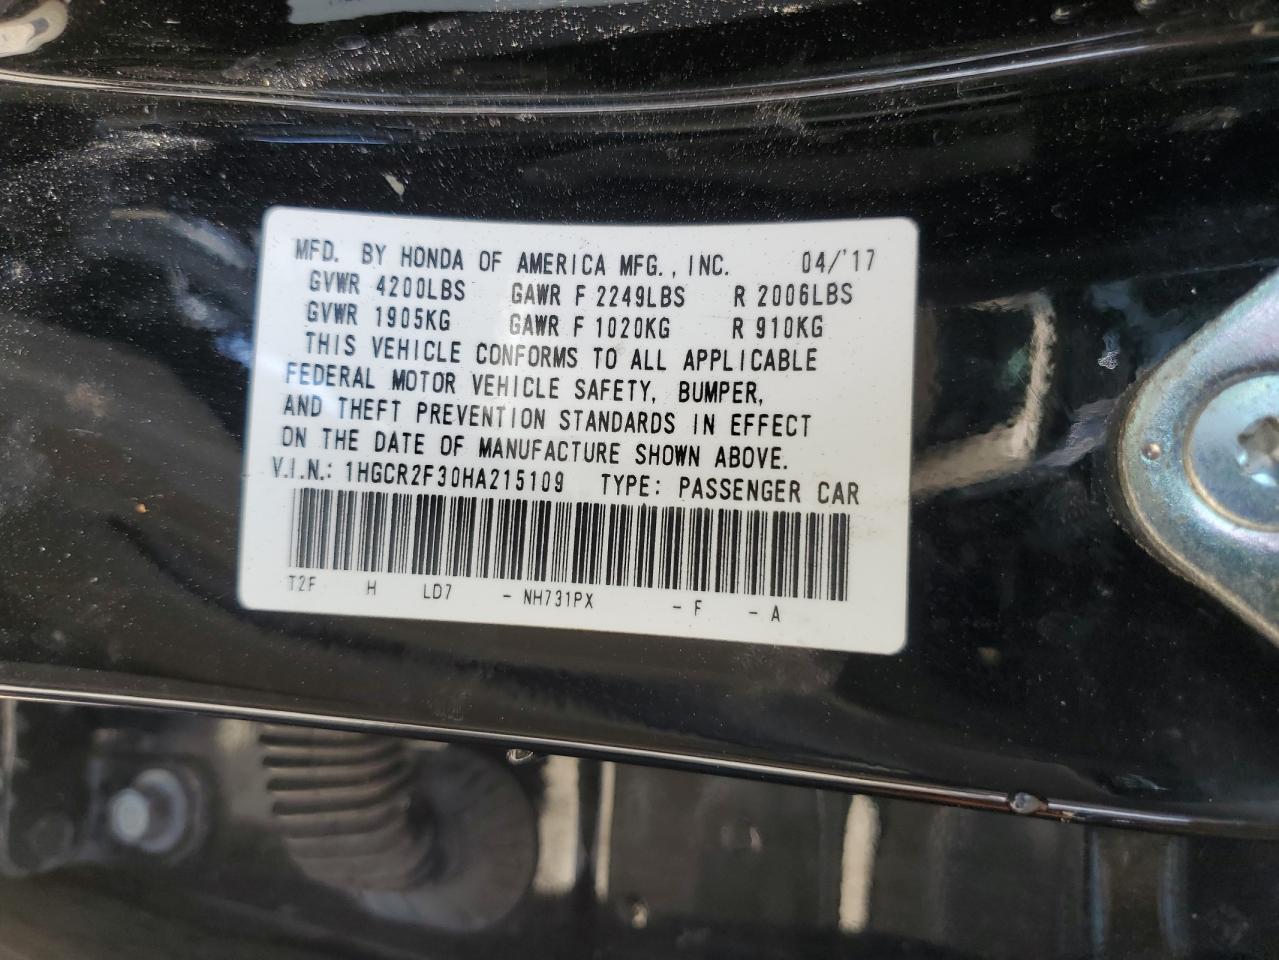 MFD. BY HONDA OF AMERICA MFG., INC. 04/'17
GVWR 4200LBS GAWR F 2249LBS R 2006LBS
GVWR 1905KG GAWR F 1020KG R 910KG
THIS VEHICLE CONFORMS TO ALL APPLICABLE
FEDERAL MOTOR VEHICLE SAFETY, BUMPER,
AND THEFT PREVENTION STANDARDS IN EFFECT
ON THE DATE OF MANUFACTURE SHOWN ABOVE.
V.I.N.: 1HGCR2F30HA215109 TYPE: PASSENGER CAR
T2F H LD7 - NH731PX - F - A